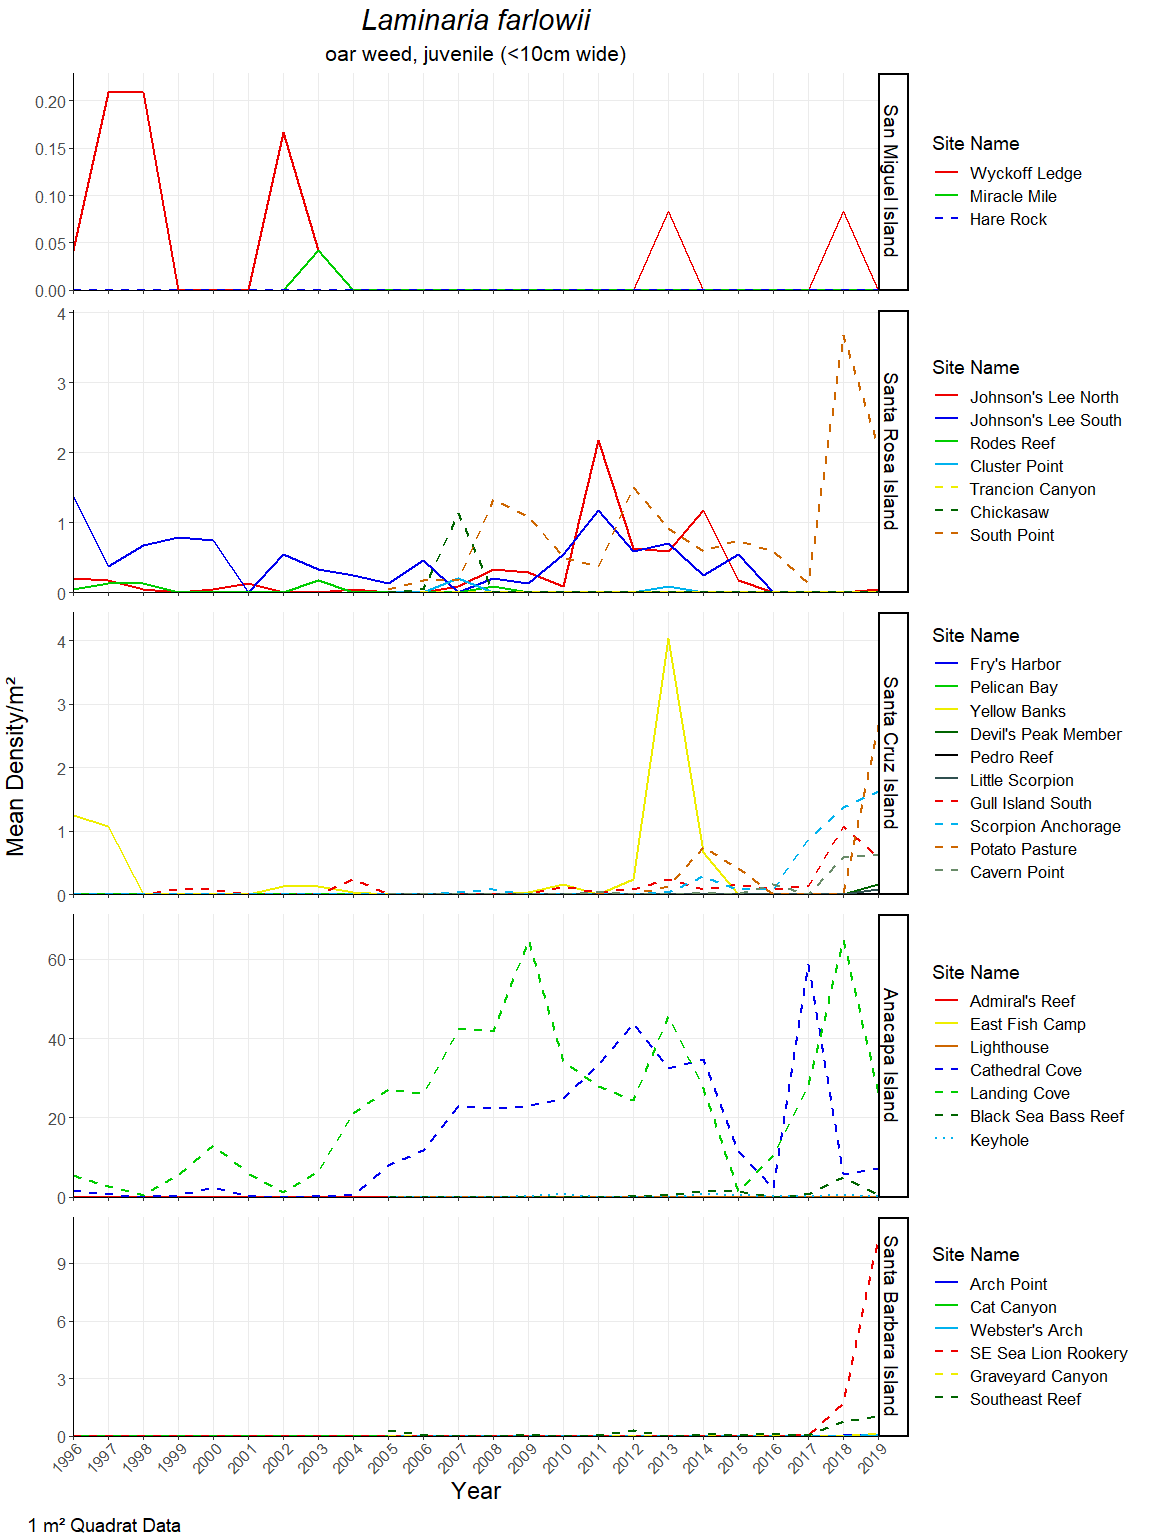 Laminaria farlowii
oar weed, juvenile (<10cm wide)
Mean Density/m²
0.20
0.15
0.10
0.05
0.00
San Miguel Island
Site Name
Wyckoff Ledge
Miracle Mile
Hare Rock
4
3
2
1
0
Santa Rosa Island
Site Name
Johnson's Lee North
Johnson's Lee South
Rodes Reef
Cluster Point
Trancion Canyon
Chickasaw
South Point
4
3
2
1
0
Santa Cruz Island
Site Name
Fry's Harbor
Pelican Bay
Yellow Banks
Devil's Peak Member
Pedro Reef
Little Scorpion
Gull Island South
Scorpion Anchorage
Potato Pasture
Cavern Point
60
40
20
0
Anacapa Island
Site Name
Admiral's Reef
East Fish Camp
Lighthouse
Cathedral Cove
Landing Cove
Black Sea Bass Reef
Keyhole
9
6
3
0
Santa Barbara Island
Site Name
Arch Point
Cat Canyon
Webster's Arch
SE Sea Lion Rookery
Graveyard Canyon
Southeast Reef
1996 1997 1998 1999 2000 2001 2002 2003 2004 2005 2006 2007 2008 2009 2010 2011 2012 2013 2014 2015 2016 2017 2018 2019
Year
1 m² Quadrat Data